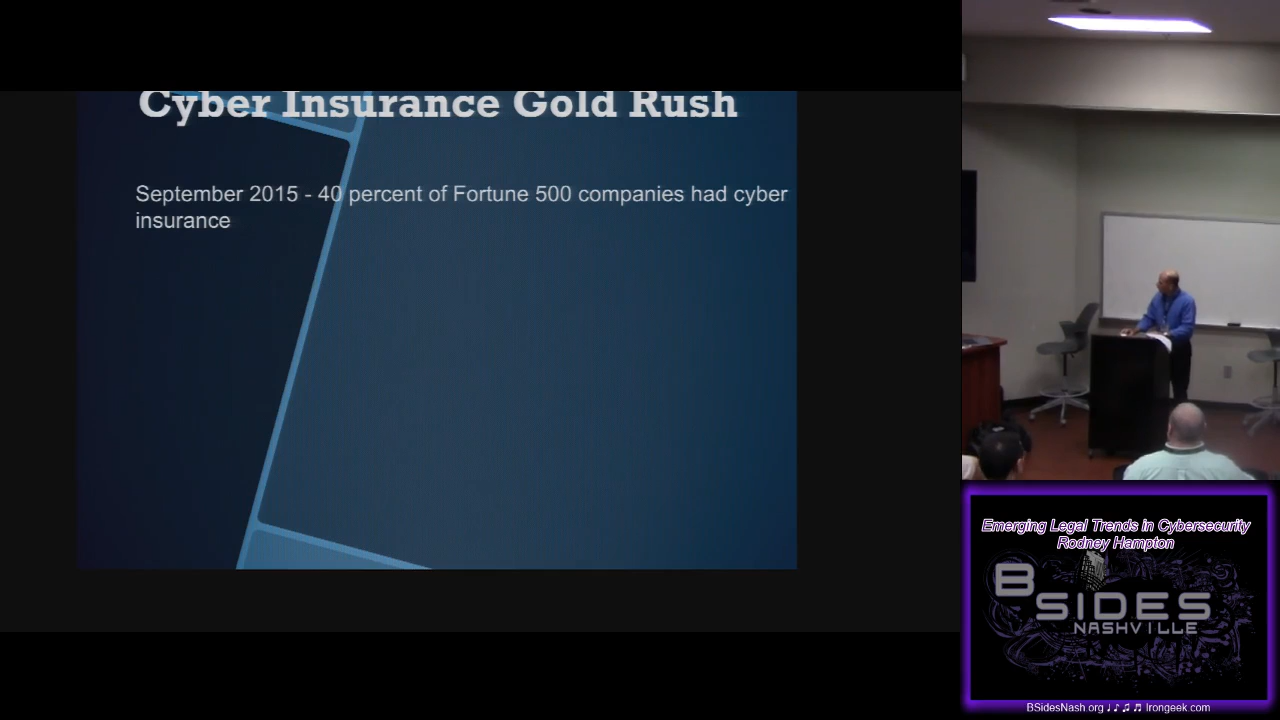 Cyber Insurance Gold Rush
September 2015 - 40 percent of Fortune 500 companies had cyber
insurance
Emerging Legal Trends in Cybersecurity
Rodney Hampton
BSIDES
NASHVILLE
BSidesNash.org ♩ ♪ ♫ ♬ Irongeek.com